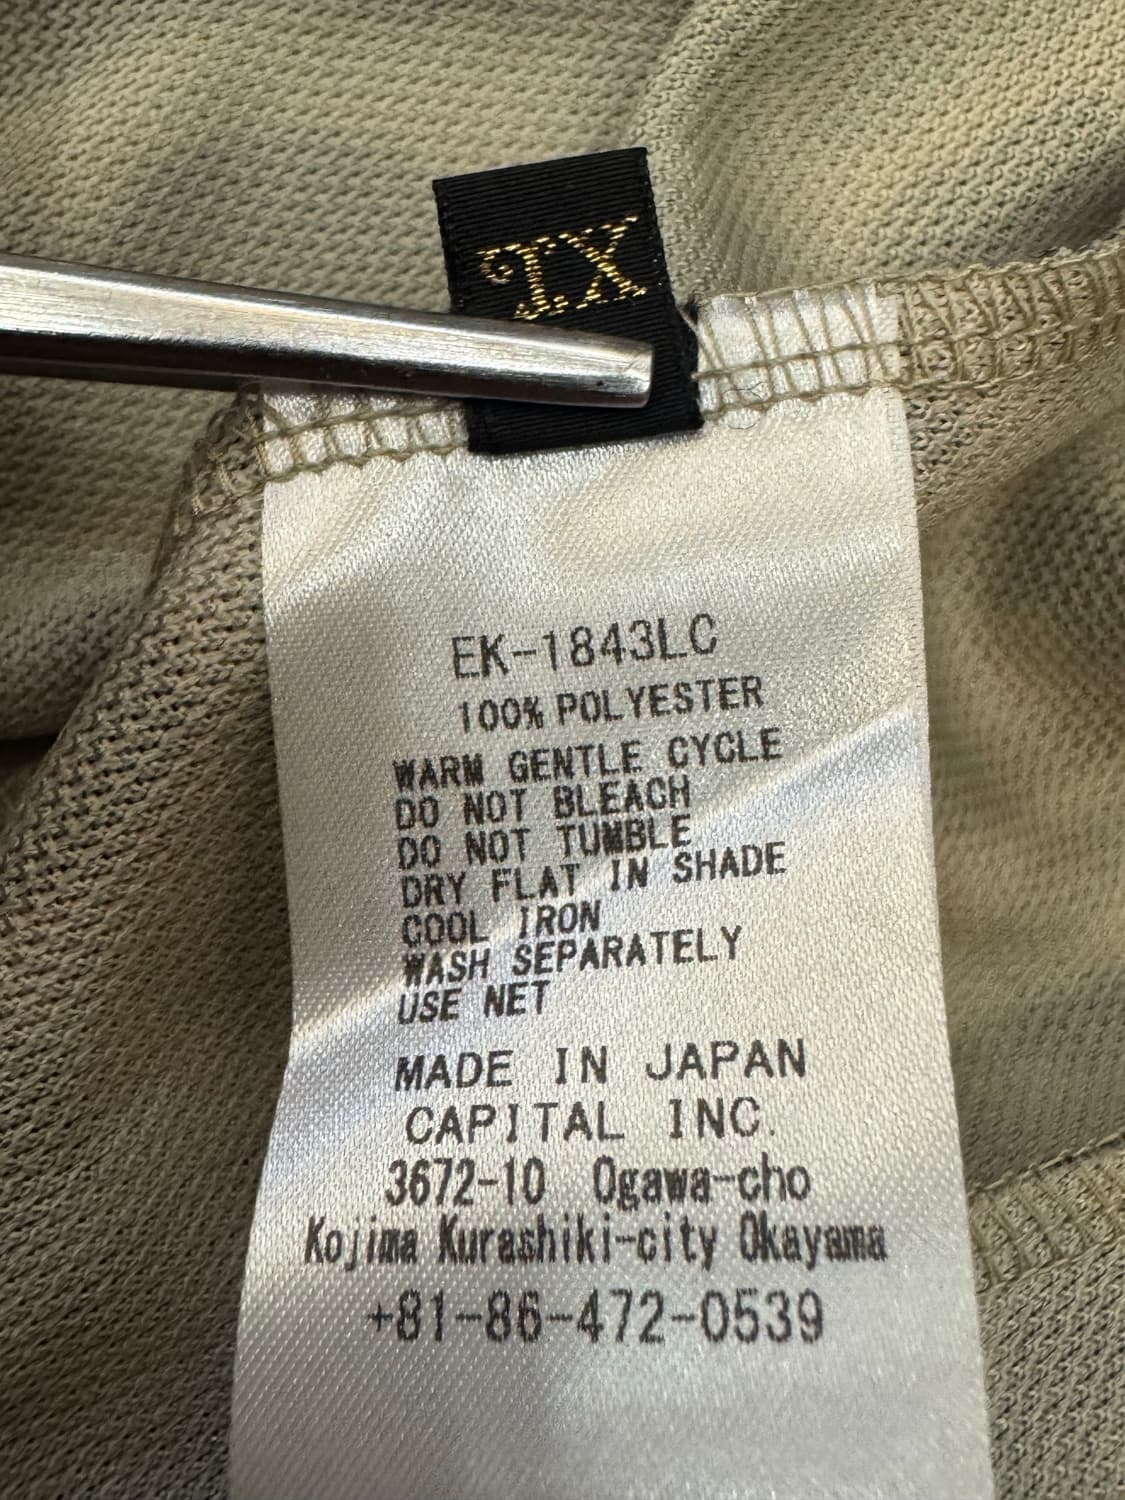 XL
EK-1843LC
100% POLYESTER
WARM GENTLE CYCLE
DO NOT BLEACH
DO NOT TUMBLE
DRY FLAT IN SHADE
COOL IRON
WASH SEPARATELY
USE NET
MADE IN JAPAN
CAPITAL INC.
3672-10 Ogawa-cho
Kojima Kurashiki-city Okayama
+81-86-472-0539